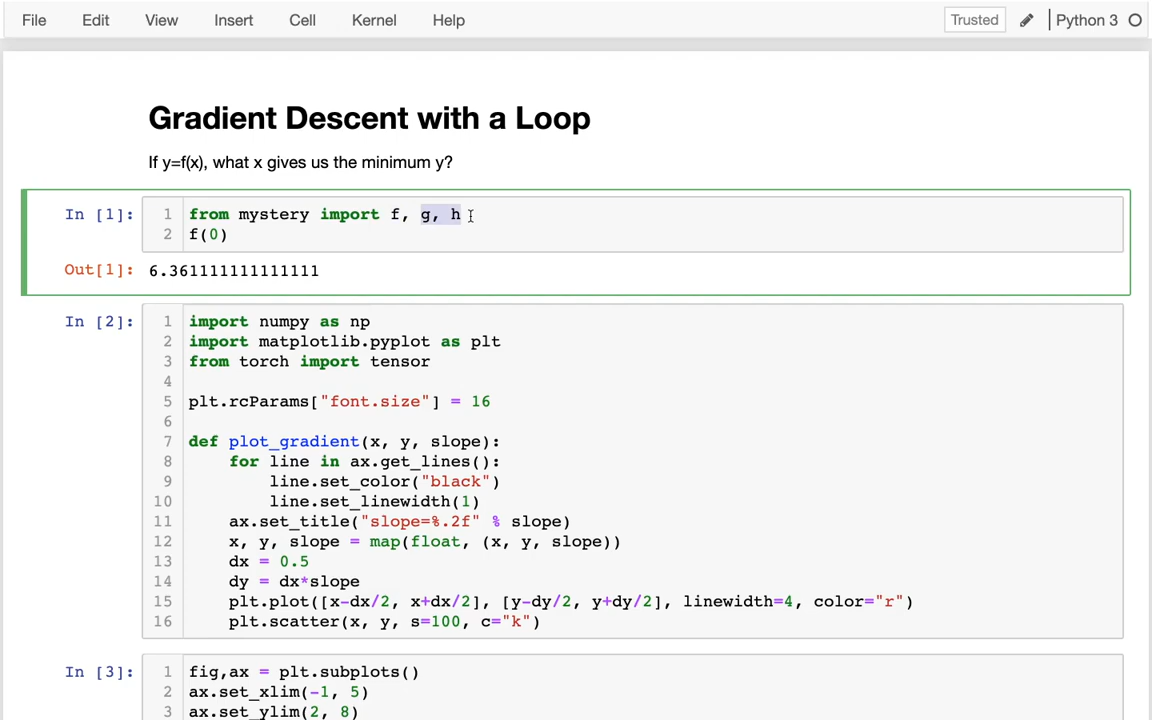 File Edit View Insert Cell Kernel Help Trusted Python 3
Gradient Descent with a Loop
If y=f(x), what x gives us the minimum y?
In [1]: 1 from mystery import f, g, h
2 f(0)
Out[1]: 6.361111111111111
In [2]: 1 import numpy as np
2 import matplotlib.pyplot as plt
3 from torch import tensor
4
5 plt.rcParams["font.size"] = 16
6
7 def plot_gradient(x, y, slope):
8     for line in ax.get_lines():
9         line.set_color("black")
10         line.set_linewidth(1)
11     ax.set_title("slope=%.2f" % slope)
12     x, y, slope = map(float, (x, y, slope))
13     dx = 0.5
14     dy = dx*slope
15     plt.plot([x-dx/2, x+dx/2], [y-dy/2, y+dy/2], linewidth=4, color="r")
16     plt.scatter(x, y, s=100, c="k")
In [3]: 1 fig,ax = plt.subplots()
2 ax.set_xlim(-1, 5)
3 ax.set_ylim(2, 8)